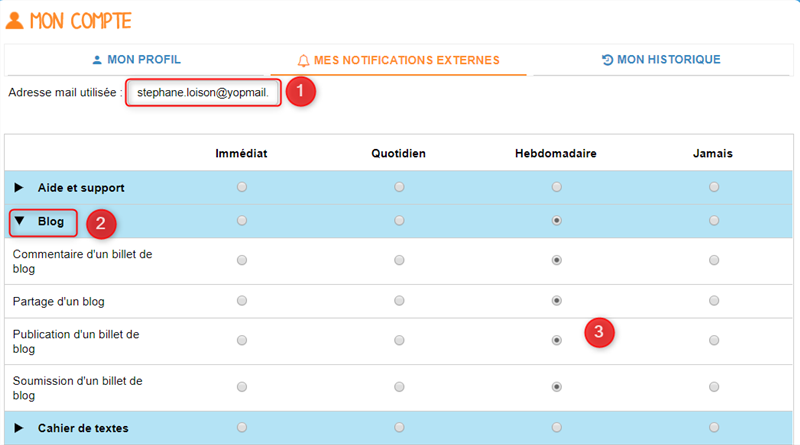 MON COMPTE
MON PROFIL MES NOTIFICATIONS EXTERNES MON HISTORIQUE
Adresse mail utilisée : stephane.loison@yopmail. 1
Immédiat Quotidien Hebdomadaire Jamais
Aide et support
Blog 2
Commentaire d'un billet de
blog
Partage d'un blog
Publication d'un billet de
blog
3
Soumission d'un billet de
blog
Cahier de textes